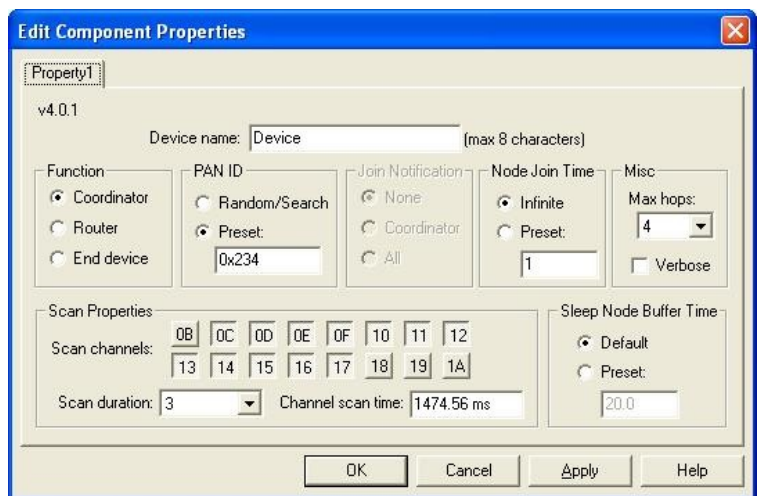 Edit Component Properties
Property1
v4.0.1
Device name: Device (max 8 characters)
Function
Coordinator
Router
End device
PAN ID
Random/Search
Preset:
0x234
Join Notification
None
Coordinator
All
Node Join Time
Infinite
Preset:
1
Misc
Max hops:
4
Verbose
Scan Properties
Scan channels:
0B 0C 0D 0E 0F 10 11 12
13 14 15 16 17 18 19 1A
Scan duration: 3 Channel scan time: 1474.56 ms
Sleep Node Buffer Time
Default
Preset:
20.0
OK Cancel Apply Help